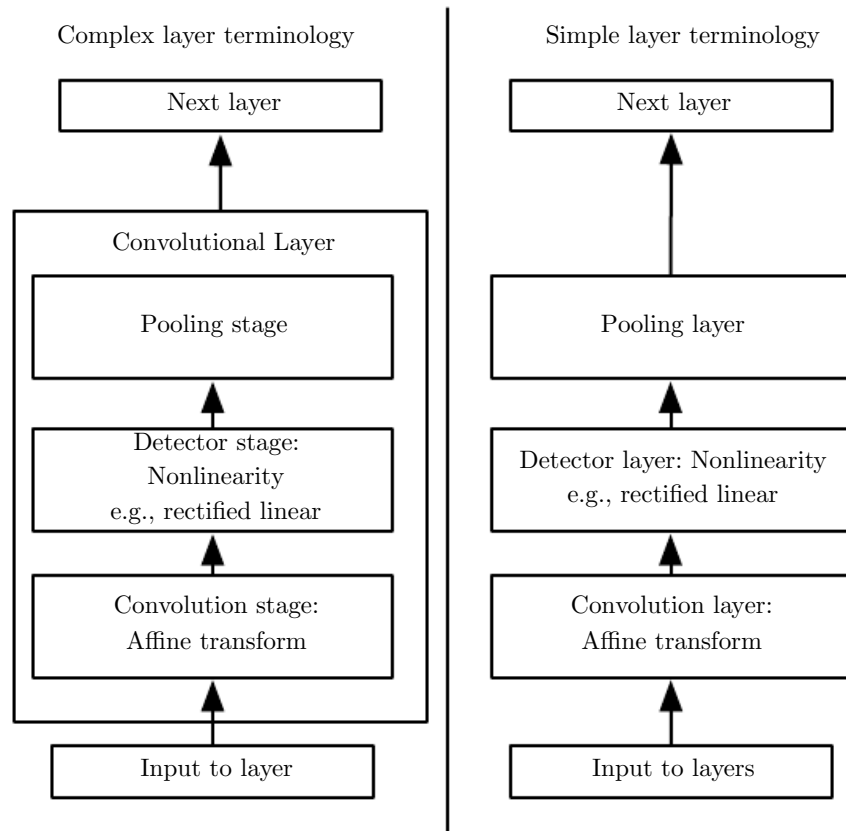 Complex layer terminology
Next layer
Convolutional Layer
Pooling stage
Detector stage:
Nonlinearity
e.g., rectified linear
Convolution stage:
Affine transform
Input to layer
Simple layer terminology
Next layer
Pooling layer
Detector layer: Nonlinearity
e.g., rectified linear
Convolution layer:
Affine transform
Input to layers